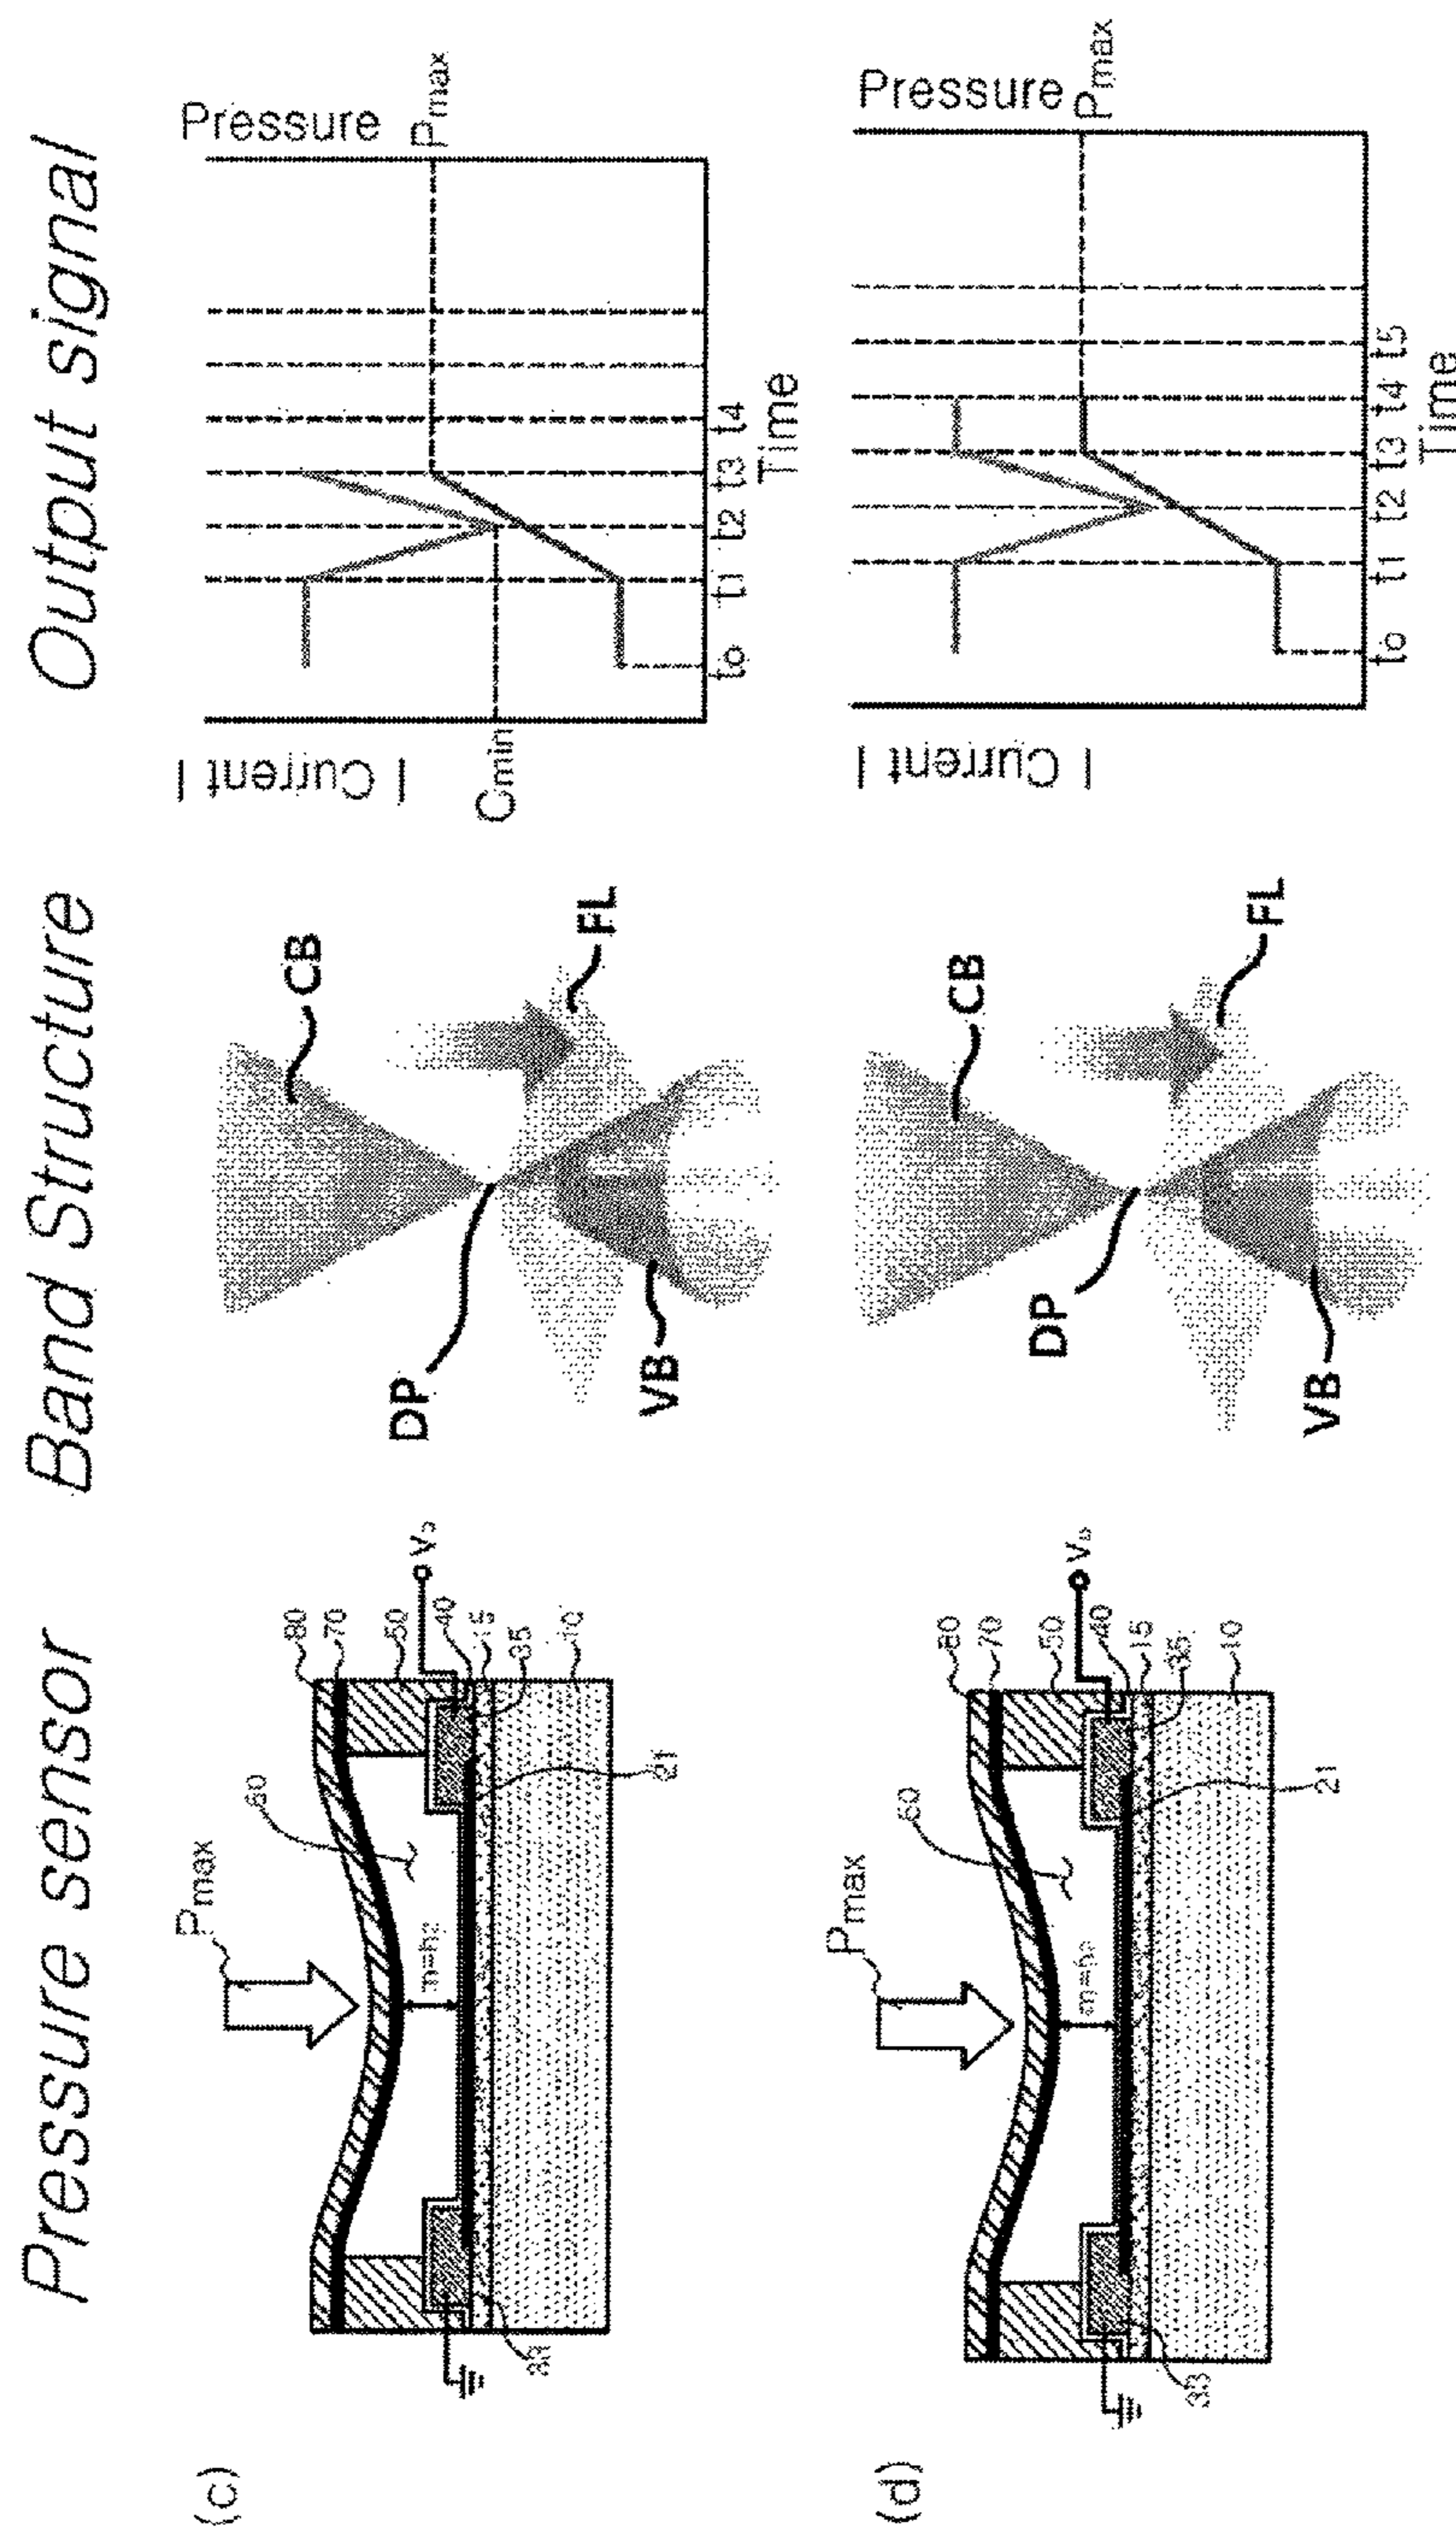 Pressure sensor
Band Structure
Output signal
(c)
Pmax
60
80
70
50
40
15
35
10
21
33
CB
DP
FL
VB
| Current |
Cmin
Pressure
Pmax
t0
t1
t2
t3
t4
Time
(d)
Pmax
60
80
70
50
40
15
35
10
21
33
CB
DP
FL
VB
| Current |
Pressure
Pmax
t0
t1
t2
t3
t4
t5
Time